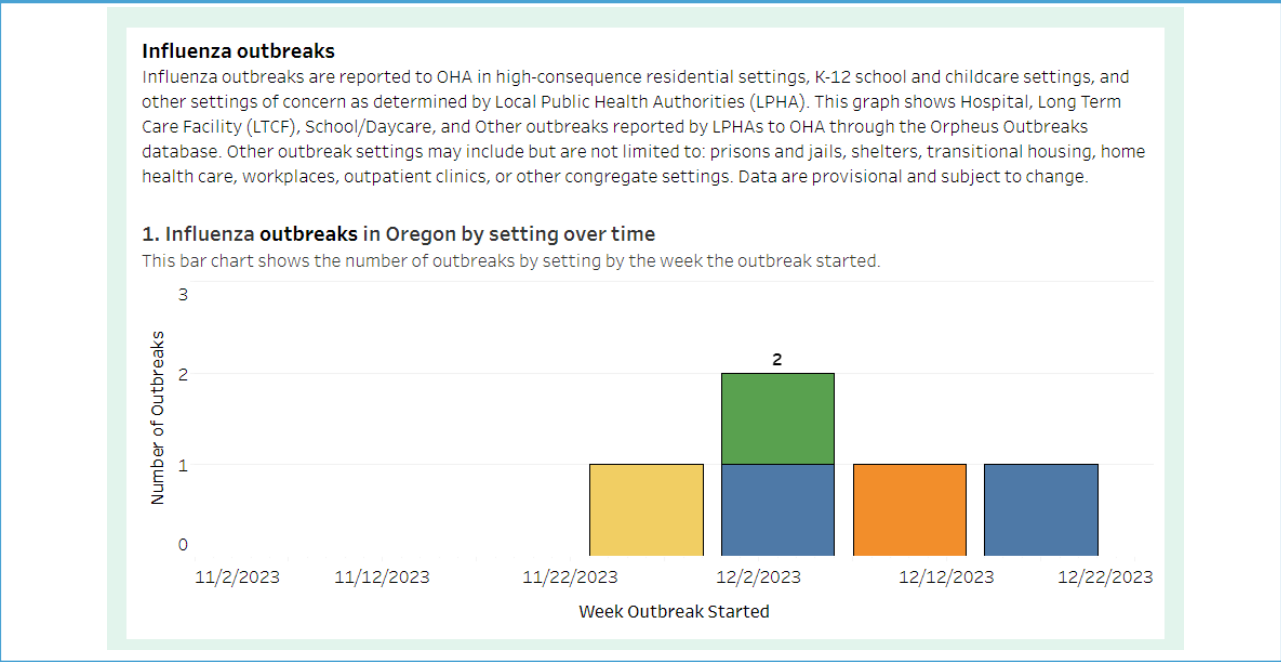 Influenza outbreaks
Influenza outbreaks are reported to OHA in high-consequence residential settings, K-12 school and childcare settings, and
other settings of concern as determined by Local Public Health Authorities (LPHA). This graph shows Hospital, Long Term
Care Facility (LTCF), School/Daycare, and Other outbreaks reported by LPHAs to OHA through the Orpheus Outbreaks
database. Other outbreak settings may include but are not limited to: prisons and jails, shelters, transitional housing, home
health care, workplaces, outpatient clinics, or other congregate settings. Data are provisional and subject to change.
1. Influenza outbreaks in Oregon by setting over time
This bar chart shows the number of outbreaks by setting by the week the outbreak started.
Number of Outbreaks
3
2
1
0
2
11/2/2023 11/12/2023 11/22/2023 12/2/2023 12/12/2023 12/22/2023
Week Outbreak Started